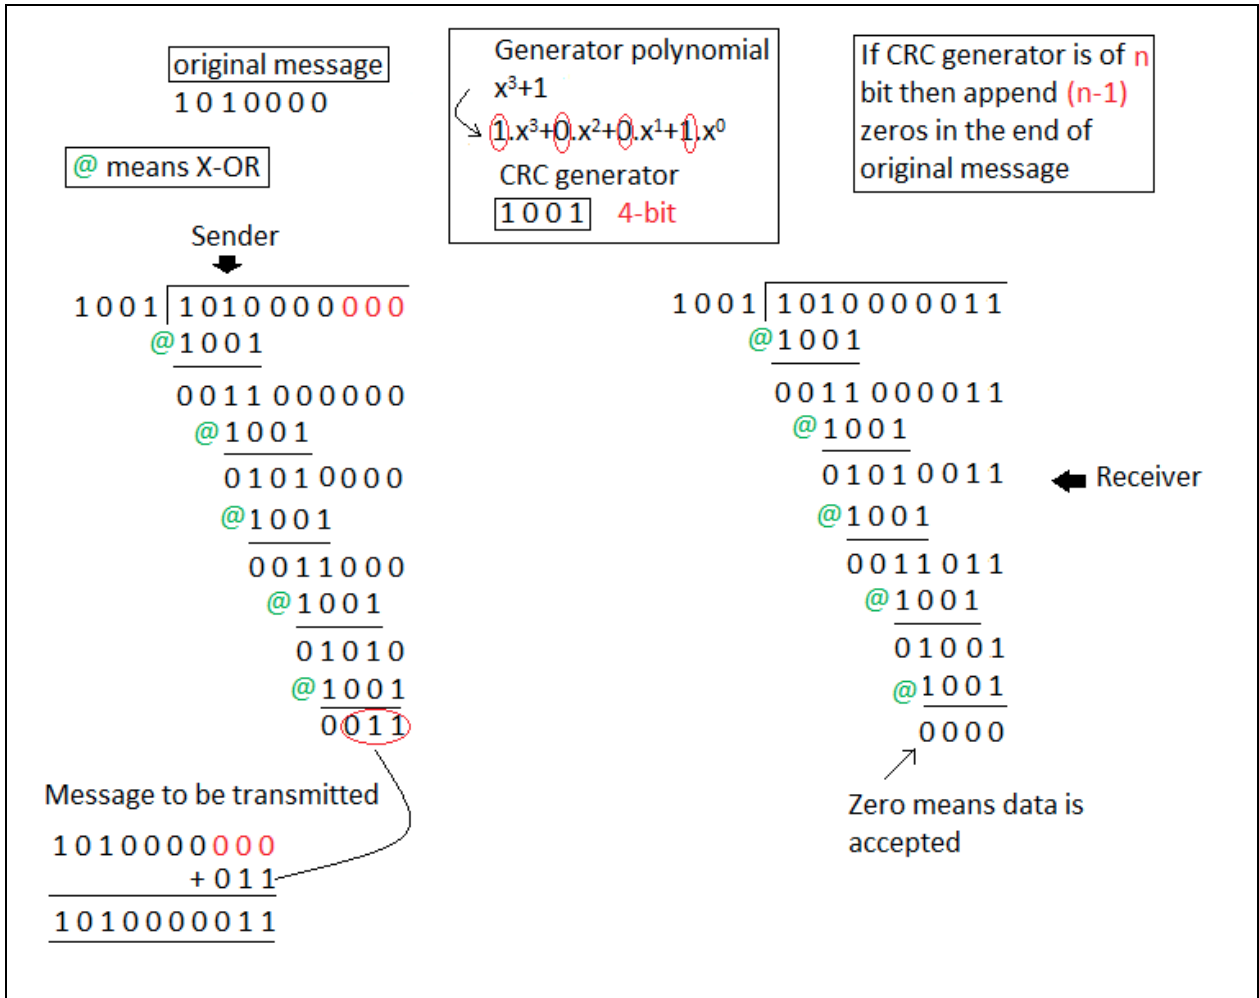 original message
1 0 1 0 0 0 0
@ means X-OR
Generator polynomial
x³+1
1.x³+0.x²+0.x¹+1.x⁰
CRC generator
1 0 0 1 4-bit
If CRC generator is of n
bit then append (n-1)
zeros in the end of
original message
Sender
1 0 0 1 1 0 1 0 0 0 0 0 0 0
@ 1 0 0 1
0 0 1 1 0 0 0 0 0 0
@ 1 0 0 1
0 1 0 1 0 0 0 0
@ 1 0 0 1
0 0 1 1 0 0 0
@ 1 0 0 1
0 1 0 1 0
@ 1 0 0 1
0 0 1 1
Message to be transmitted
1 0 1 0 0 0 0 0 0 0
+ 0 1 1
1 0 1 0 0 0 0 0 1 1
1 0 0 1 1 0 1 0 0 0 0 0 1 1
@ 1 0 0 1
0 0 1 1 0 0 0 0 1 1
@ 1 0 0 1
0 1 0 1 0 0 1 1
Receiver
@ 1 0 0 1
0 0 1 1 0 1 1
@ 1 0 0 1
0 1 0 0 1
@ 1 0 0 1
0 0 0 0
Zero means data is
accepted